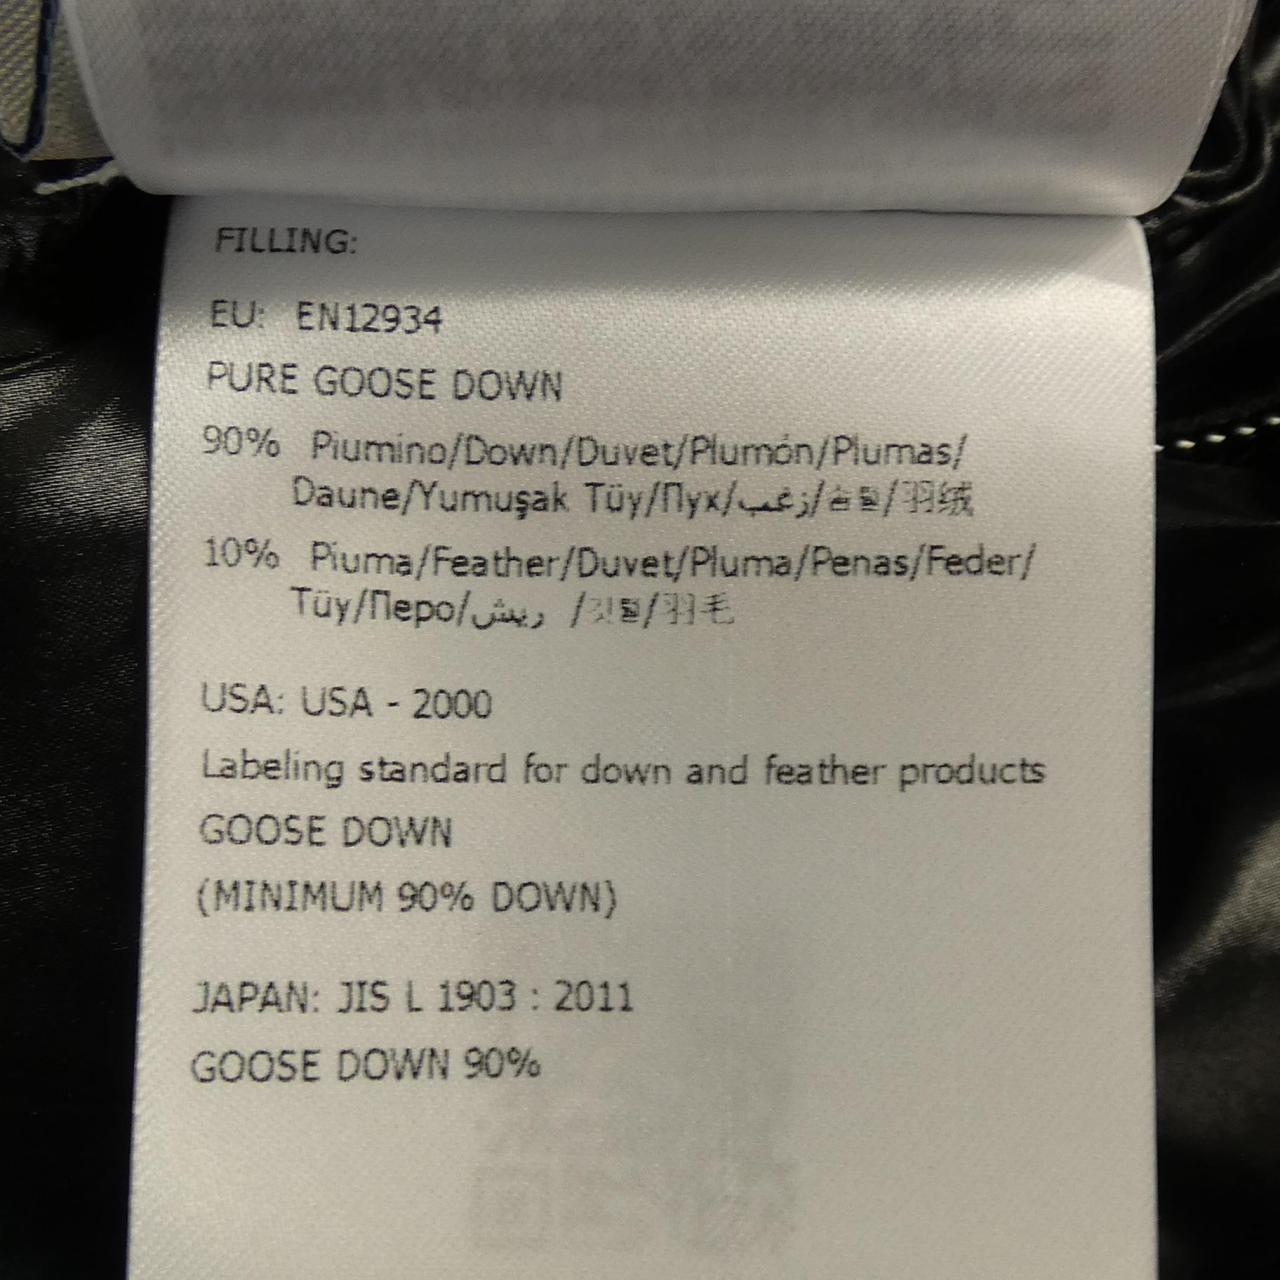 FILLING:
EU: EN12934
PURE GOOSE DOWN
90% Piumino/Down/Duvet/Plumón/Plumas/
Daune/Yumuşak Tüy/Пух/زغب/솜털/羽绒
10% Piuma/Feather/Duvet/Pluma/Penas/Feder/
Tüy/Перо/ريش /깃털/羽毛
USA: USA - 2000
Labeling standard for down and feather products
GOOSE DOWN
(MINIMUM 90% DOWN)
JAPAN: JIS L 1903 : 2011
GOOSE DOWN 90%